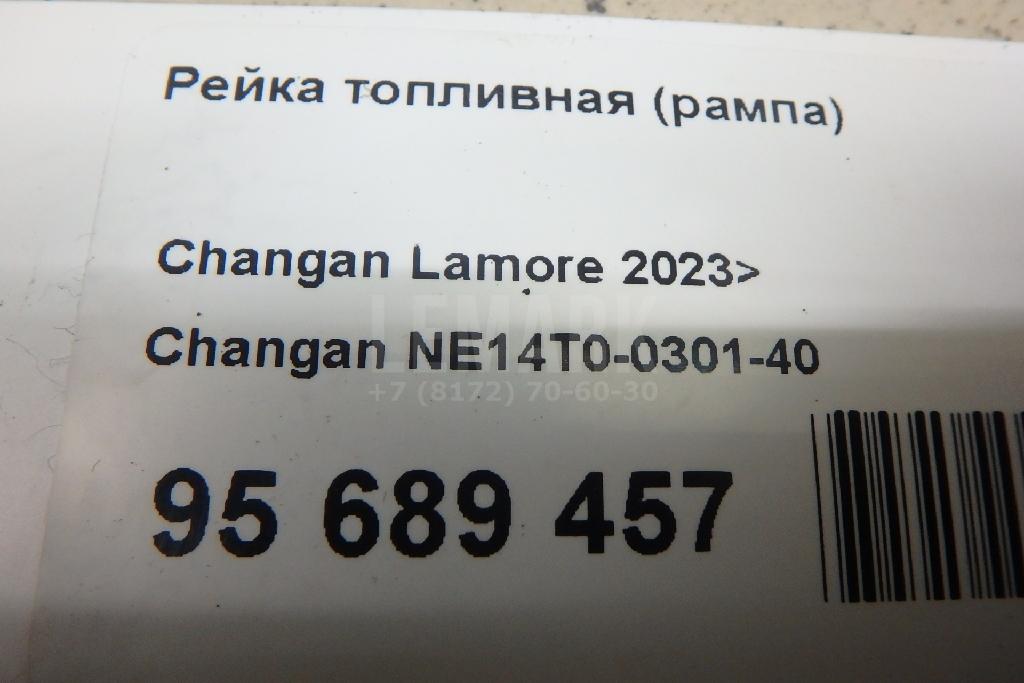 Рейка топливная (рампа)
Changan Lamore 2023>
LEMARK
Changan NE14T0-0301-40
+7 (8172) 70-60-30
95 689 457